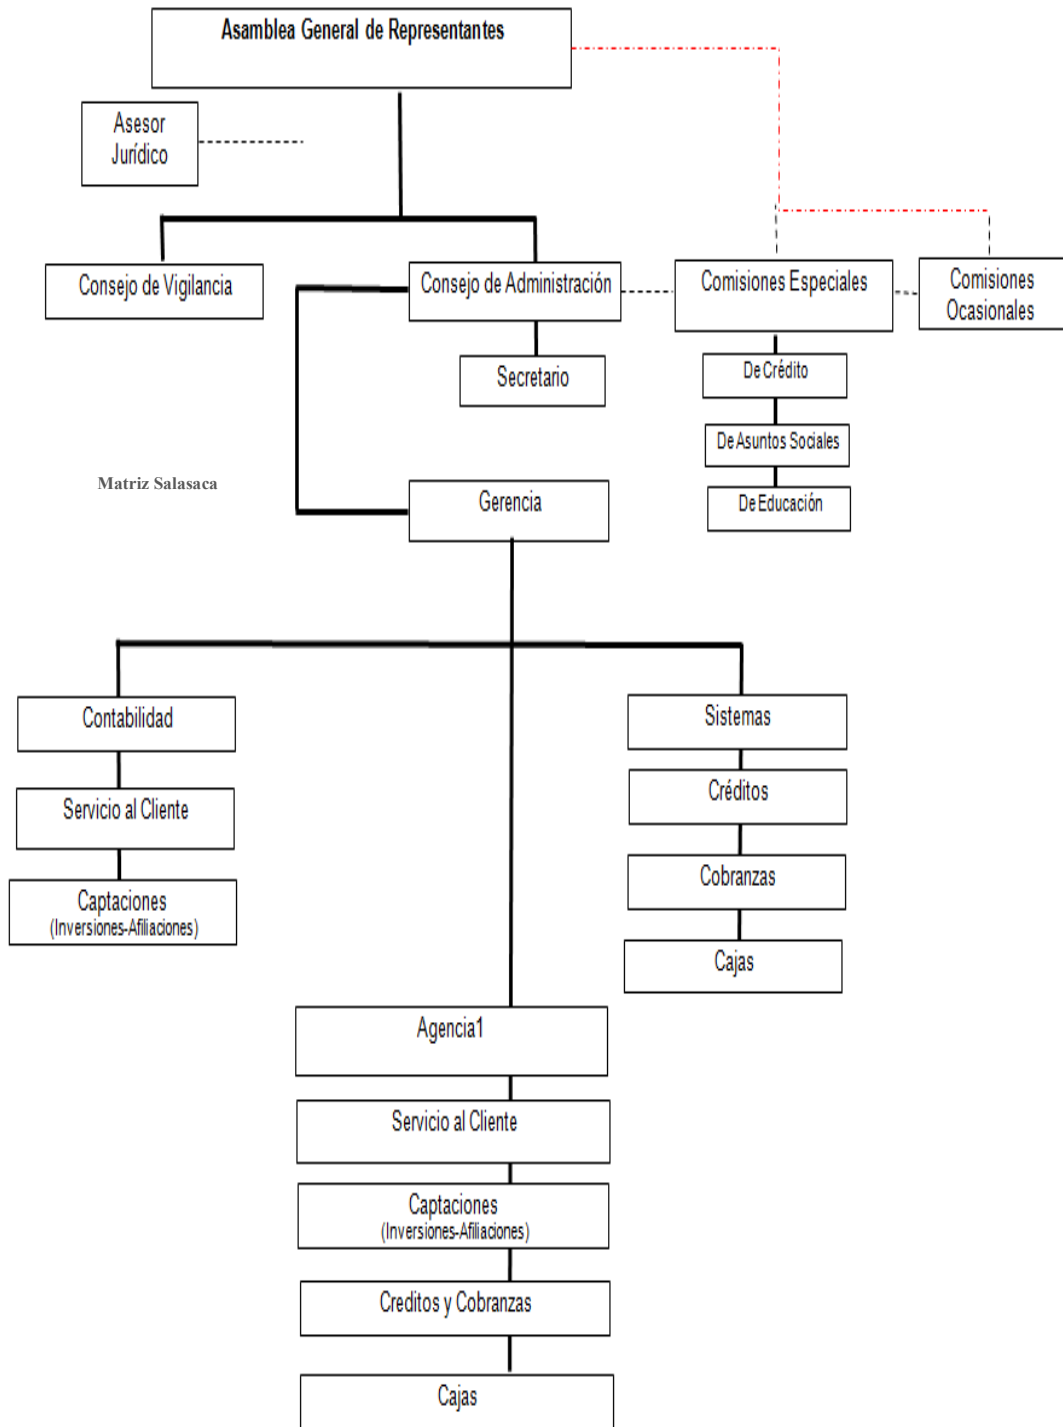 Asamblea General de Representantes
Asesor
Jurídico
Consejo de Vigilancia
Consejo de Administración
Comisiones Especiales
Comisiones
Ocasionales
Secretario
De Crédito
De Asuntos Sociales
De Educación
Matriz Salasaca
Gerencia
Contabilidad
Servicio al Cliente
Captaciones
(Inversiones-Afiliaciones)
Sistemas
Créditos
Cobranzas
Cajas
Agencia1
Servicio al Cliente
Captaciones
(Inversiones-Afiliaciones)
Creditos y Cobranzas
Cajas